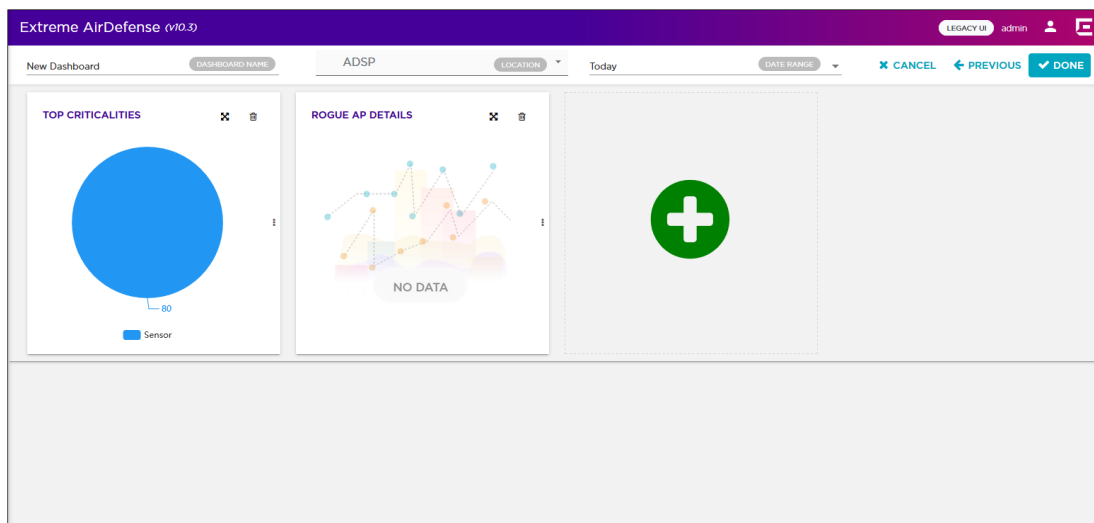 Extreme AirDefense (v10.3)
LEGACY UI admin
New Dashboard DASHBOARD NAME ADSP LOCATION Today DATE RANGE CANCEL PREVIOUS DONE
TOP CRITICALITIES ROGUE AP DETAILS
NO DATA
80
Sensor